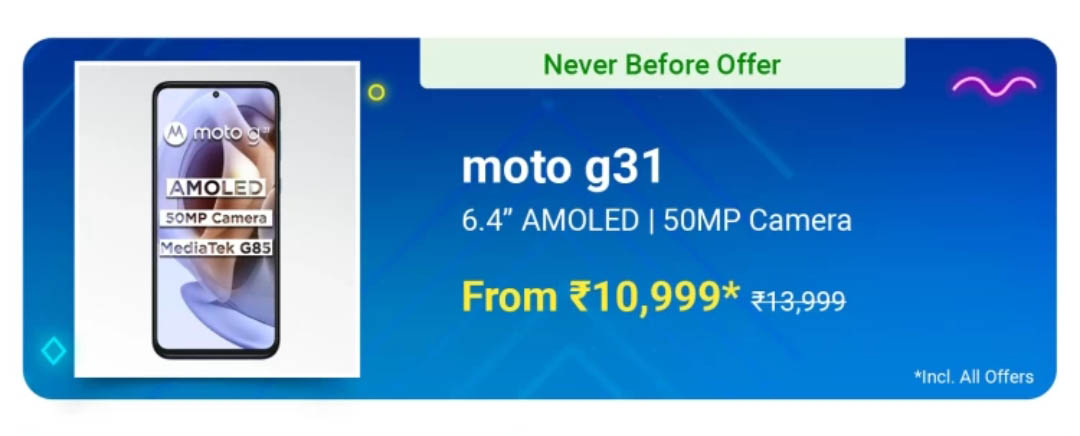 Never Before Offer
moto g31
AMOLED
50MP Camera
MediaTek G85
moto g31
6.4” AMOLED | 50MP Camera
From ₹10,999* ₹13,999
*Incl. All Offers